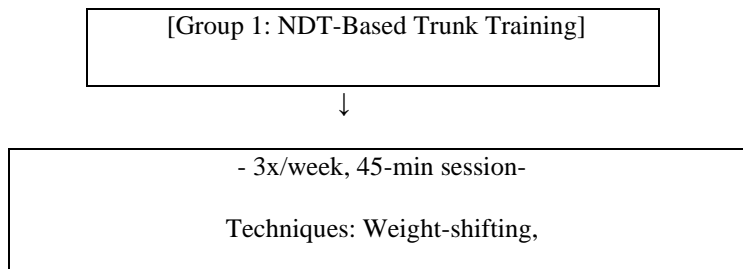 [Group 1: NDT-Based Trunk Training]
↓
- 3x/week, 45-min session-
Techniques: Weight-shifting,